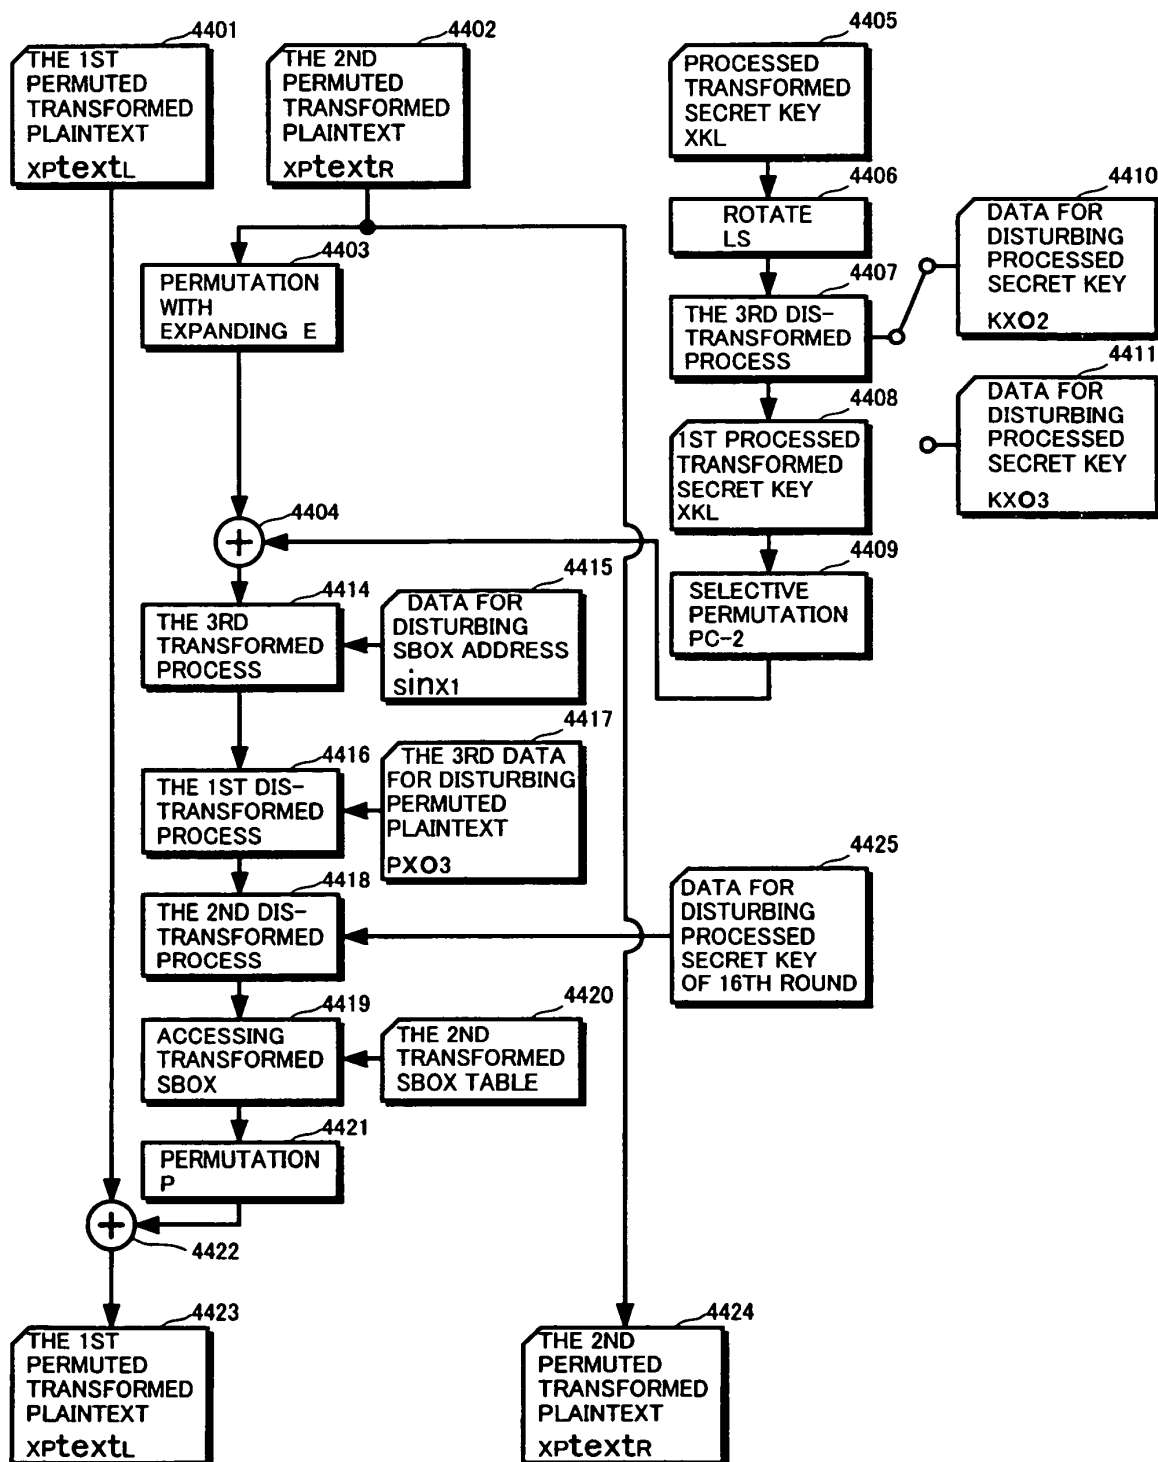 4401
THE 1ST
PERMUTED
TRANSFORMED
PLAINTEXT
XPtextL
4402
THE 2ND
PERMUTED
TRANSFORMED
PLAINTEXT
XPtextR
4405
PROCESSED
TRANSFORMED
SECRET KEY
XKL
4406
ROTATE
LS
4410
DATA FOR
DISTURBING
PROCESSED
SECRET KEY
KXO2
4403
PERMUTATION
WITH
EXPANDING E
4407
THE 3RD DIS-
TRANSFORMED
PROCESS
4411
DATA FOR
DISTURBING
PROCESSED
SECRET KEY
KXO3
4408
1ST PROCESSED
TRANSFORMED
SECRET KEY
XKL
4404
4409
SELECTIVE
PERMUTATION
PC-2
4414
THE 3RD
TRANSFORMED
PROCESS
4415
DATA FOR
DISTURBING
SBOX ADDRESS
sinx1
4416
THE 1ST DIS-
TRANSFORMED
PROCESS
4417
THE 3RD DATA
FOR DISTURBING
PERMUTED
PLAINTEXT
PXO3
4418
THE 2ND DIS-
TRANSFORMED
PROCESS
4425
DATA FOR
DISTURBING
PROCESSED
SECRET KEY
OF 16TH ROUND
4419
ACCESSING
TRANSFORMED
SBOX
4420
THE 2ND
TRANSFORMED
SBOX TABLE
4421
PERMUTATION
P
4422
4423
THE 1ST
PERMUTED
TRANSFORMED
PLAINTEXT
XPtextL
4424
THE 2ND
PERMUTED
TRANSFORMED
PLAINTEXT
XPtextR